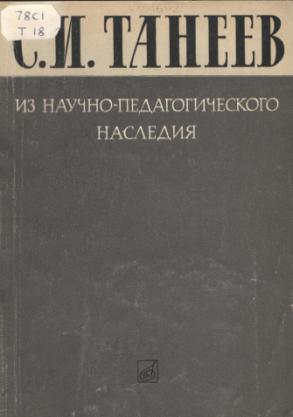 78С1
Т 18
С.И. ТАНЕЕВ
ИЗ НАУЧНО-ПЕДАГОГИЧЕСКОГО
НАСЛЕДИЯ